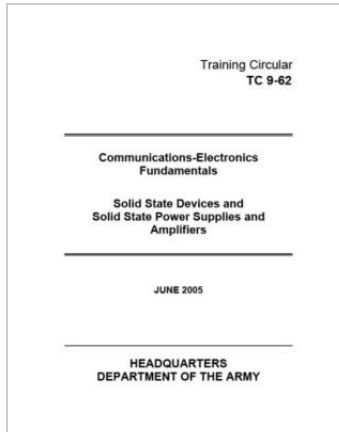 Training Circular
TC 9-62
Communications-Electronics
Fundamentals
Solid State Devices and
Solid State Power Supplies and
Amplifiers
JUNE 2005
HEADQUARTERS
DEPARTMENT OF THE ARMY